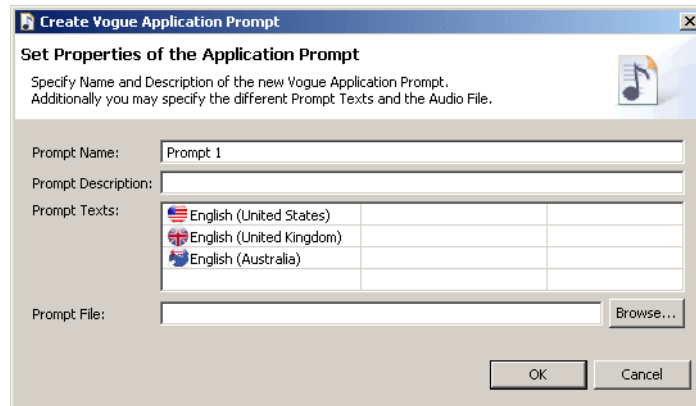 Create Vogue Application Prompt
Set Properties of the Application Prompt
Specify Name and Description of the new Vogue Application Prompt.
Additionally you may specify the different Prompt Texts and the Audio File.
Prompt Name: Prompt 1
Prompt Description:
Prompt Texts: English (United States)
English (United Kingdom)
English (Australia)
Prompt File: Browse...
OK Cancel